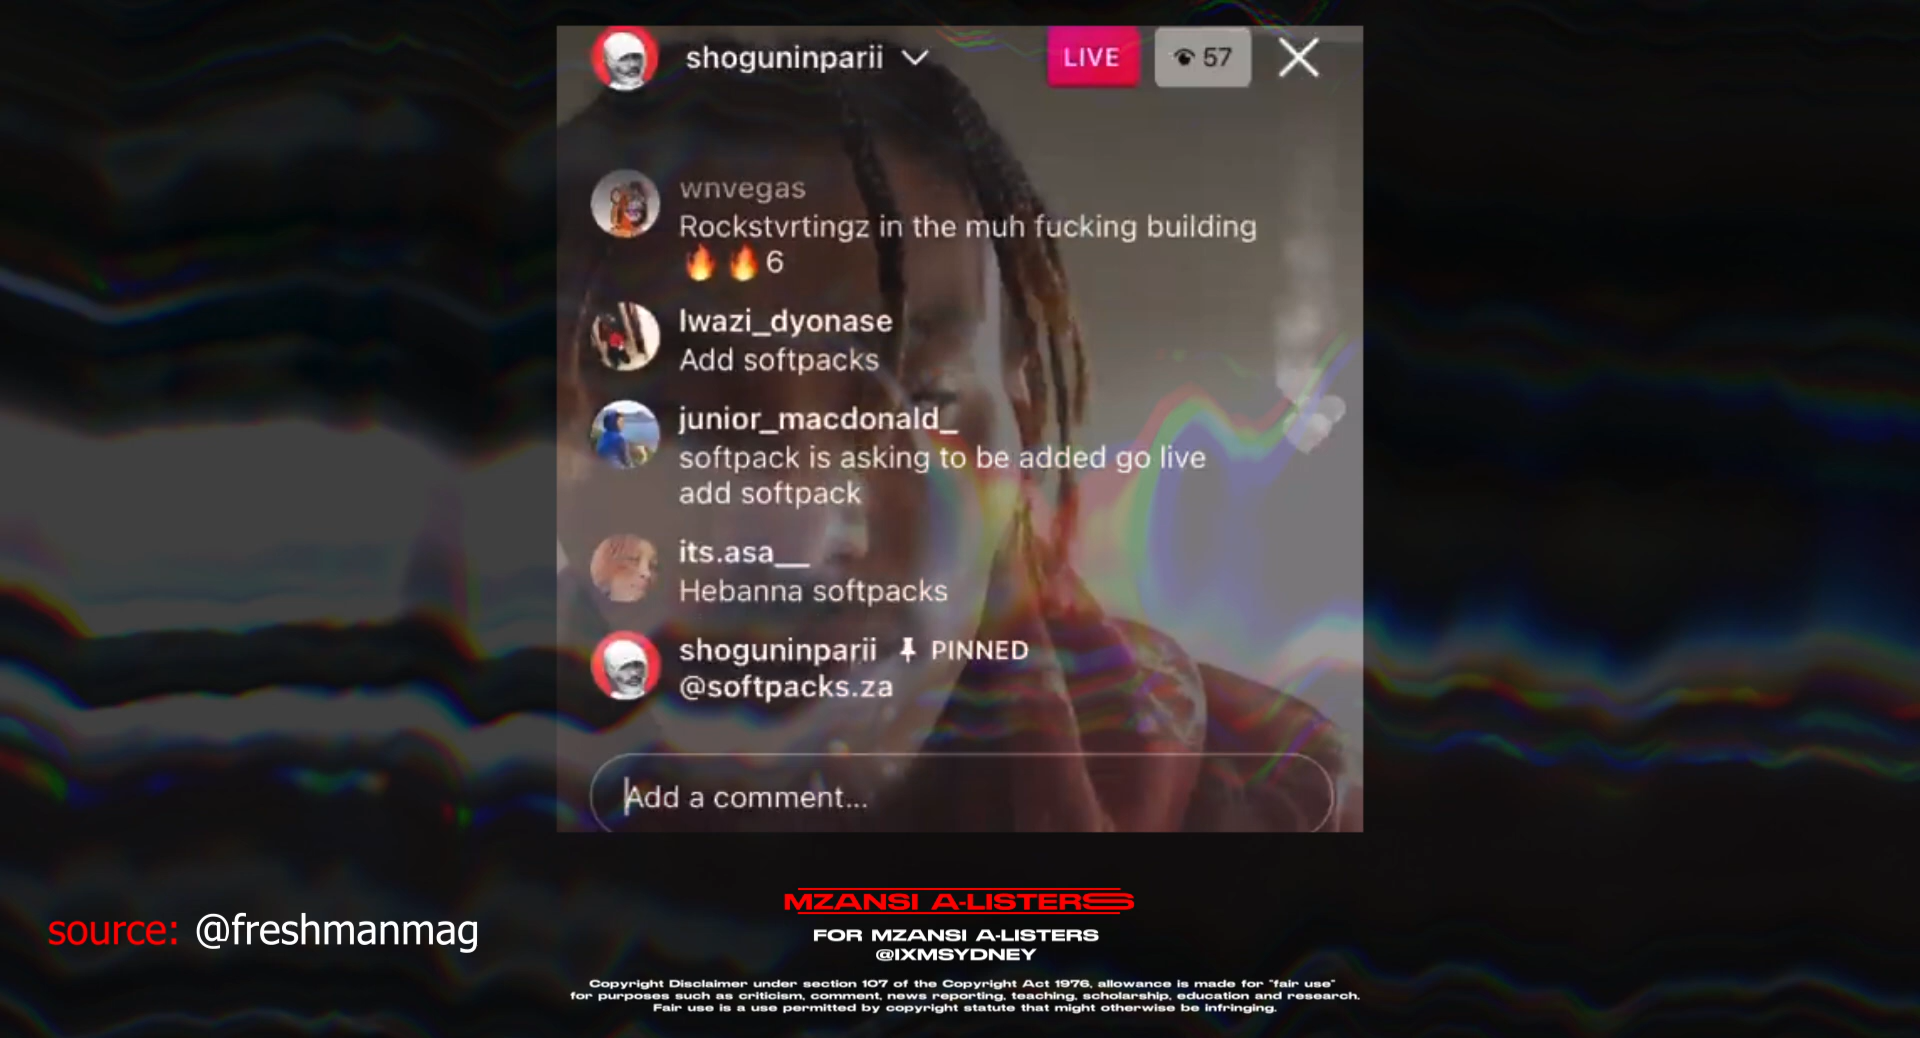 shoguninparii
LIVE
57
wnvegas
Rockstvrtingz in the muh fucking building
🔥 🔥 6
lwazi_dyonase
Add softpacks
junior_macdonald_
softpack is asking to be added go live
add softpack
its.asa__
Hebanna softpacks
shoguninparii PINNED
@softpacks.za
Add a comment...
source: @freshmanmag
MZANSI A-LISTERS
FOR MZANSI A-LISTERS
@IXMSYDNEY
Copyright Disclaimer under section 107 of the Copyright Act 1976, allowance is made for "fair use"
for purposes such as criticism, comment, news reporting, teaching, scholarship, education and research.
Fair use is a use permitted by copyright statute that might otherwise be infringing.